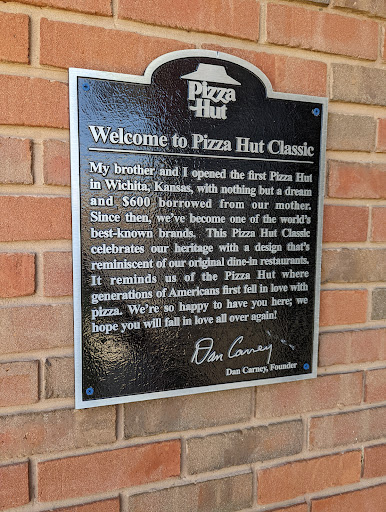 Pizza
Hut
Welcome to Pizza Hut Classic
My brother and I opened the first Pizza Hut
in Wichita, Kansas, with nothing but a dream
and $600 borrowed from our mother.
Since then, we've become one of the world's
best-known brands. This Pizza Hut Classic
celebrates our heritage with a design that's
reminiscent of our original dine-in restaurants.
It reminds us of the Pizza Hut where
generations of Americans first fell in love with
pizza. We're so happy to have you here; we
hope you will fall in love all over again!
Dan Carney
Dan Carney, Founder